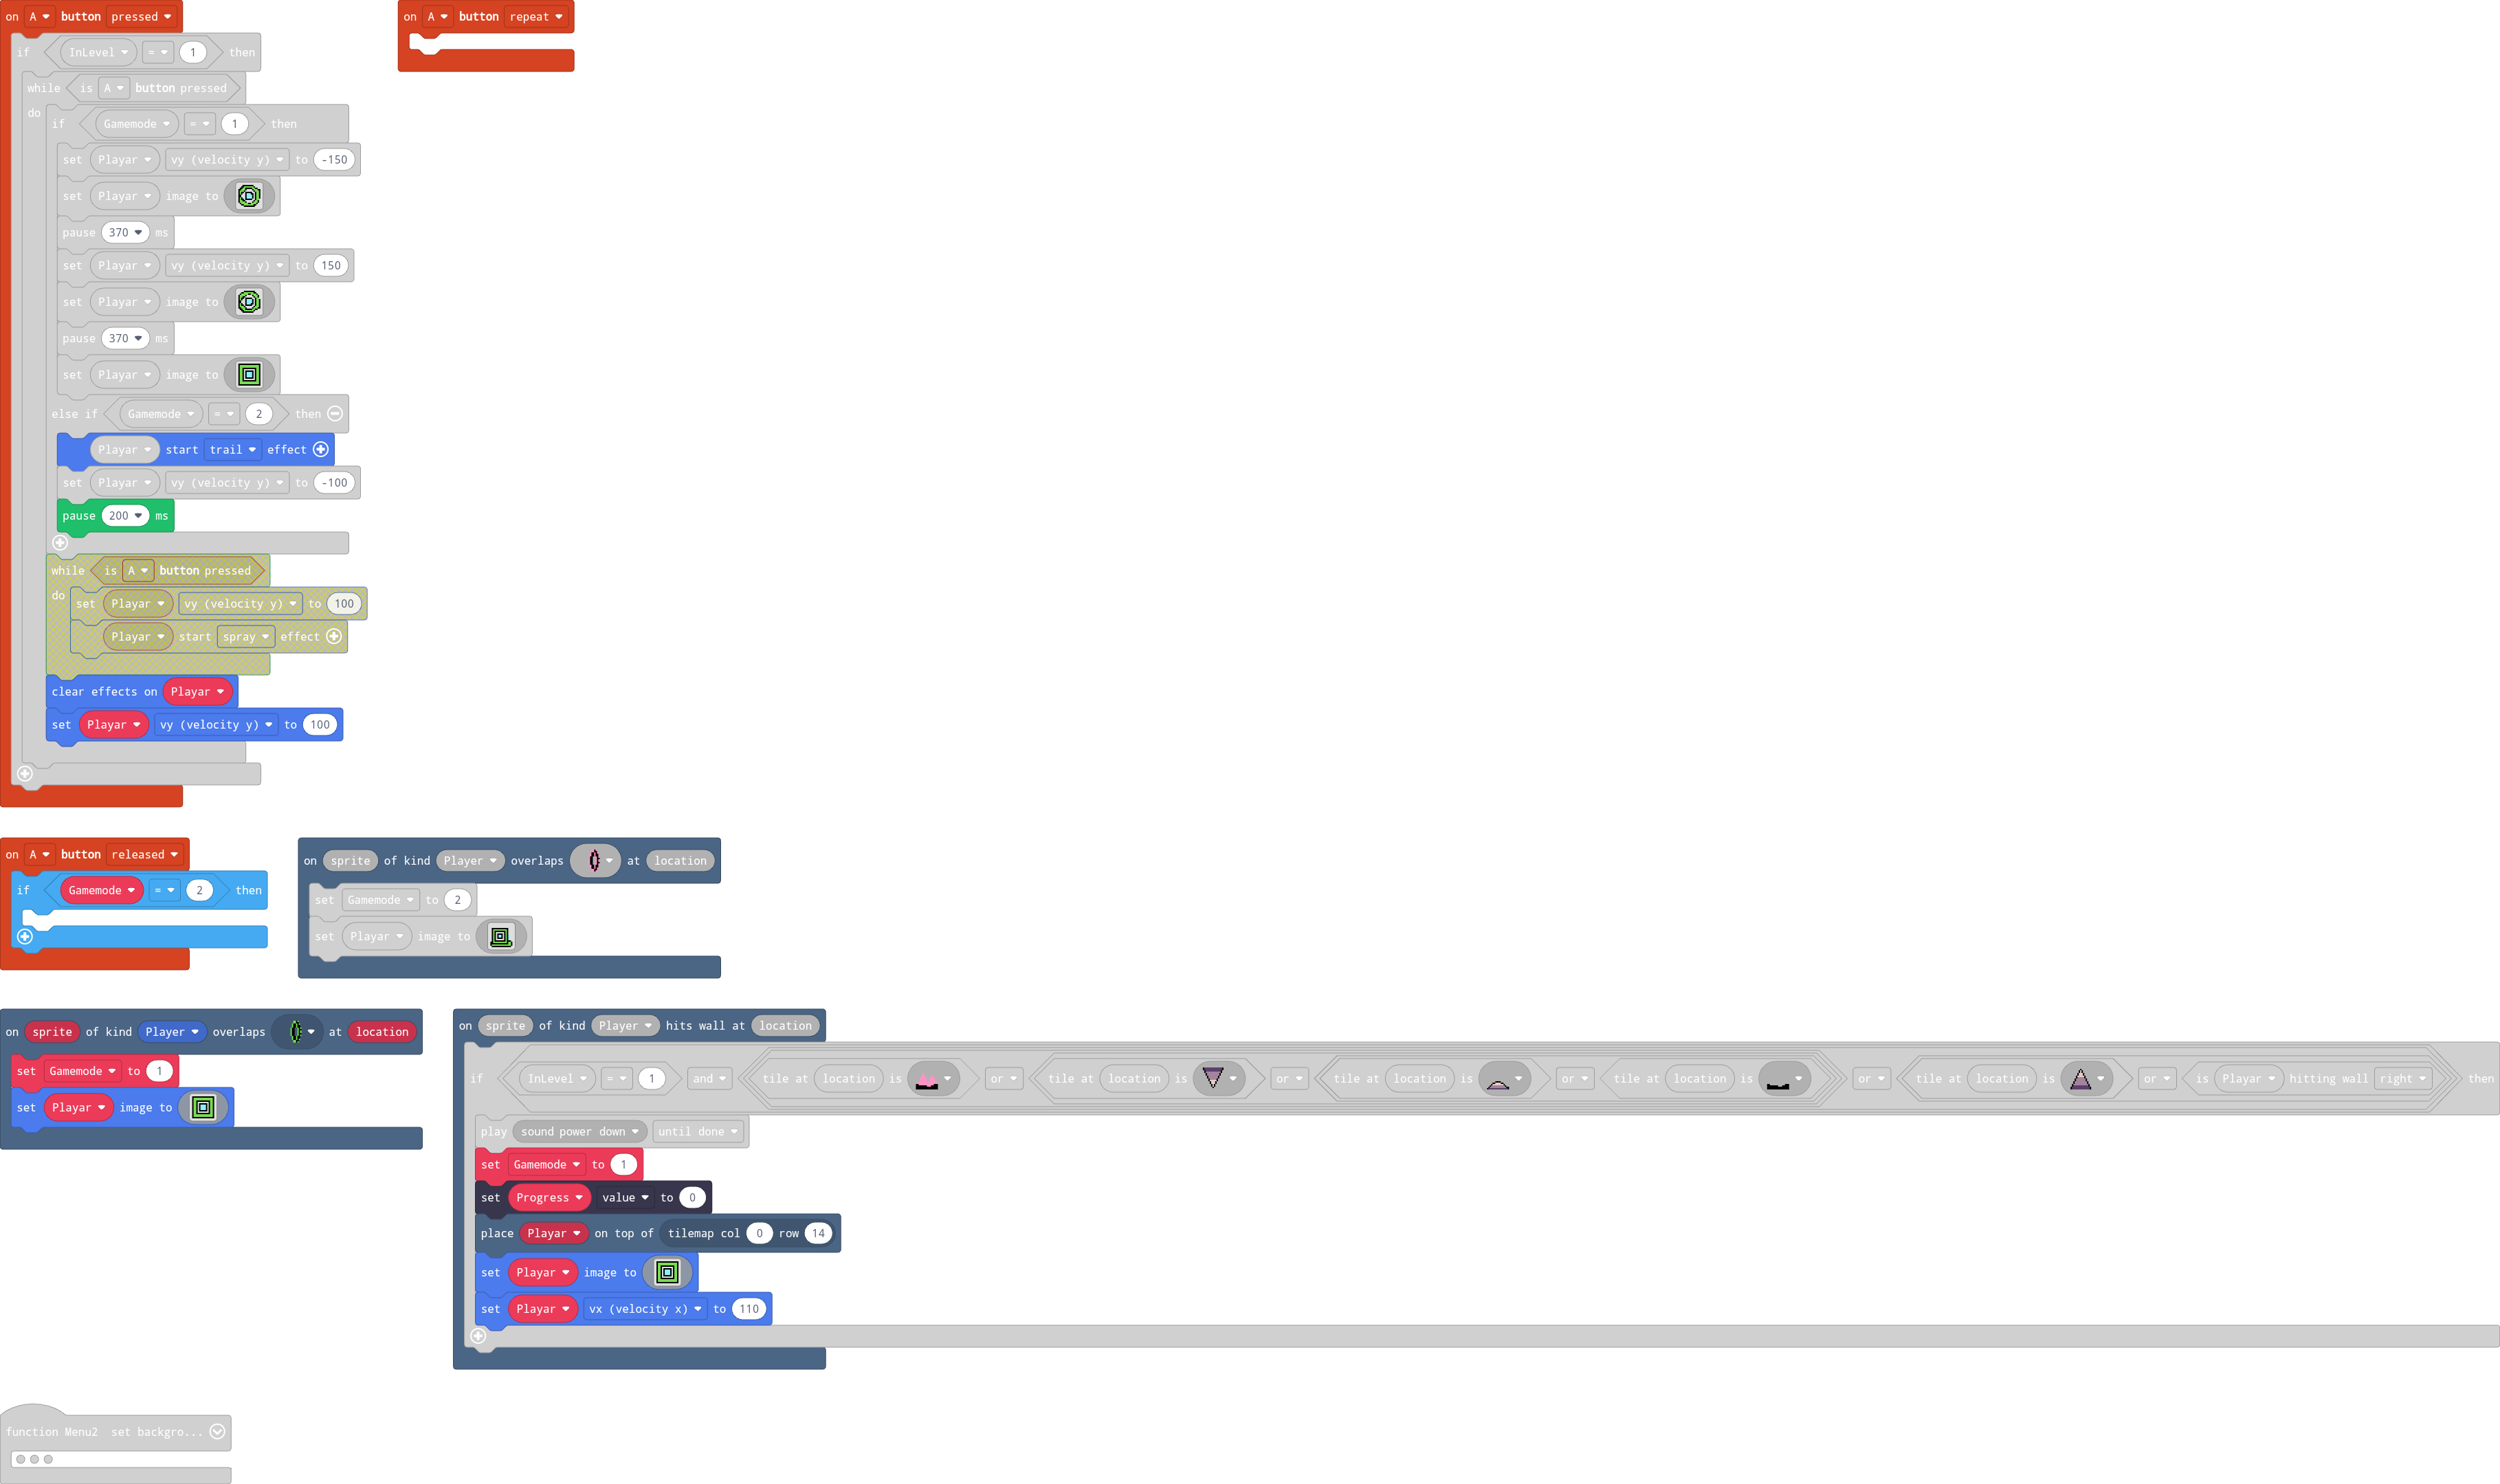 on A button pressed
if InLevel = 1 then
while is A button pressed
do
if Gamemode = 1 then
set Playar vy (velocity y) to -150
set Playar image to
pause 370 ms
set Playar vy (velocity y) to 150
set Playar image to
pause 370 ms
set Playar image to
else if Gamemode = 2 then
Playar start trail effect
set Playar vy (velocity y) to -100
pause 200 ms
while is A button pressed
do
set Playar vy (velocity y) to 100
Playar start spray effect
clear effects on Playar
set Playar vy (velocity y) to 100
on A button repeat
on A button released
if Gamemode = 2 then
on sprite of kind Player overlaps at location
set Gamemode to 2
set Playar image to
on sprite of kind Player overlaps at location
set Gamemode to 1
set Playar image to
on sprite of kind Player hits wall at location
if InLevel = 1 and tile at location is or tile at location is or tile at location is or tile at location is or tile at location is or is Playar hitting wall right then
play sound power down until done
set Gamemode to 1
set Progress value to 0
place Playar on top of tilemap col 0 row 14
set Playar image to
set Playar vx (velocity x) to 110
function Menu2 set backgro...